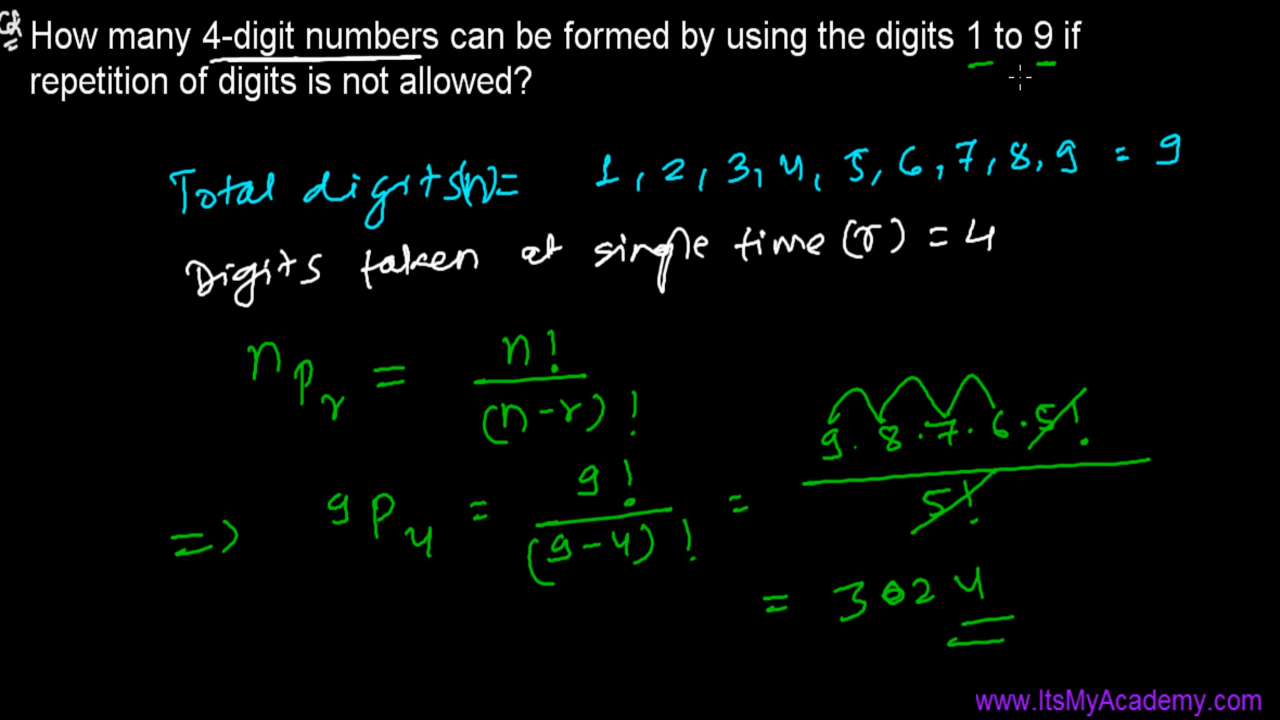 Q1 How many 4-digit numbers can be formed by using the digits 1 to 9 if
repetition of digits is not allowed?
Total digits(n)= 1, 2, 3, 4, 5, 6, 7, 8, 9 = 9
Digits taken at single time (r) = 4
nPr = n! / (n-r)!
=> 9P4 = 9! / (9-4)! = 9.8.7.6.5! / 5!
= 3024
www.ItsMyAcademy.com